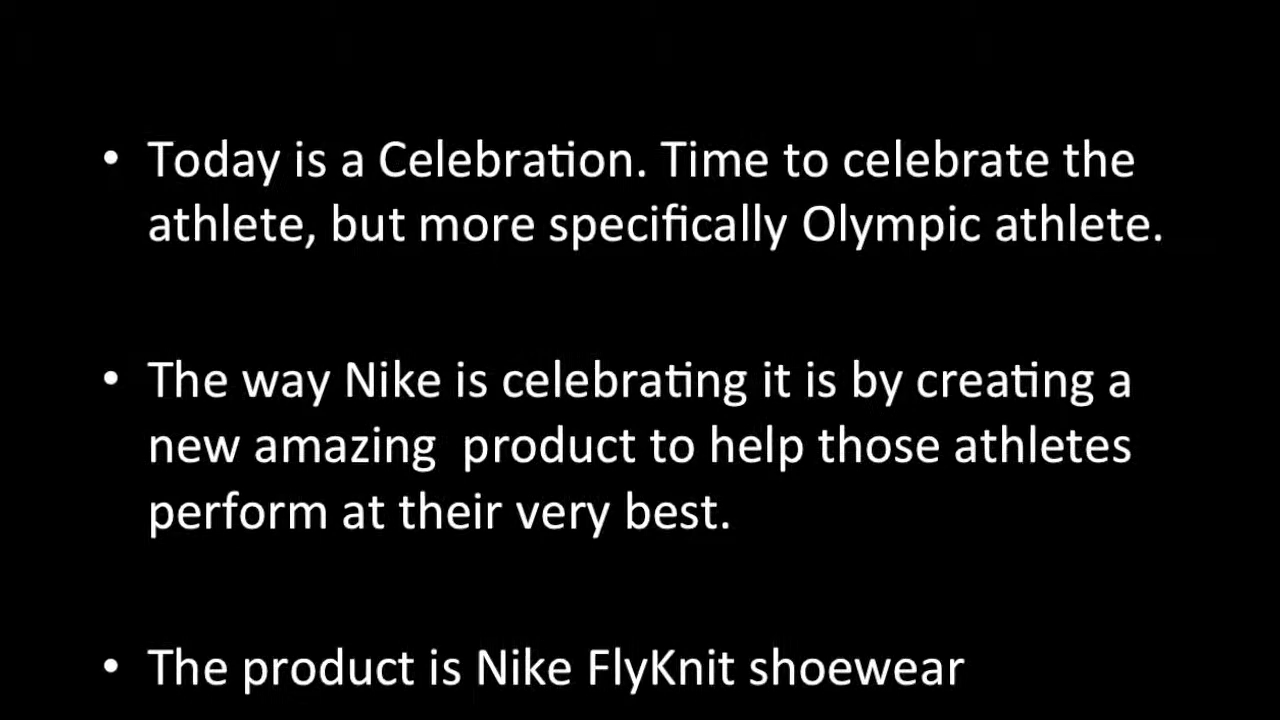 • Today is a Celebration. Time to celebrate the
athlete, but more specifically Olympic athlete.
• The way Nike is celebrating it is by creating a
new amazing  product to help those athletes
perform at their very best.
• The product is Nike FlyKnit shoewear